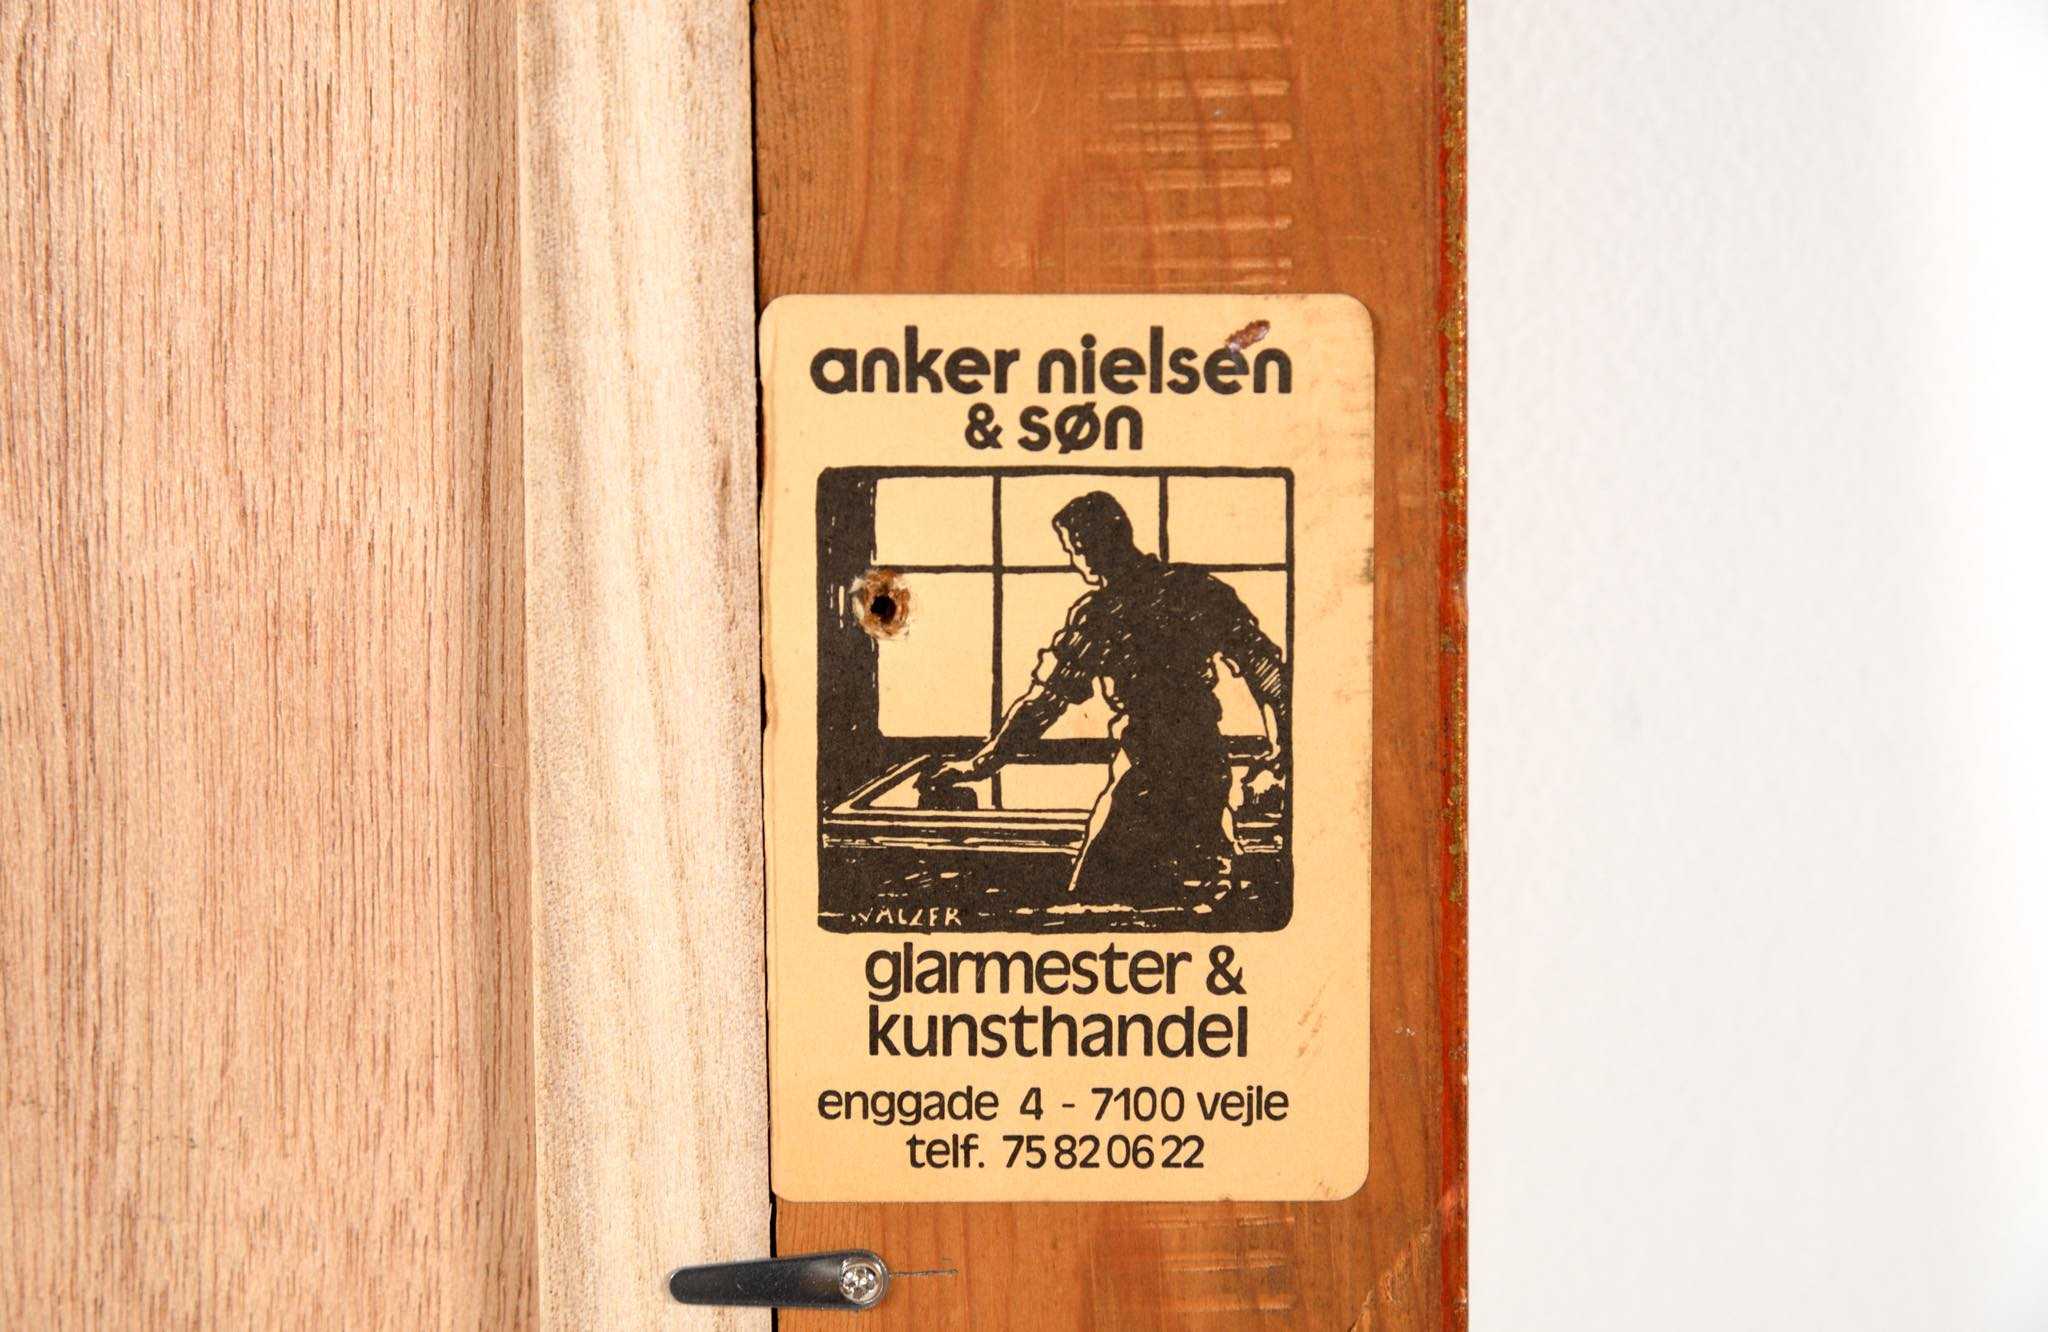 anker nielsen
& søn
WALZER
glarmester &
kunsthandel
enggade 4 - 7100 vejle
telf. 75 82 06 22